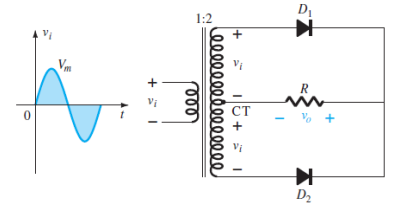 v_i
V_m
0
t
1:2
+
v_i
−
+
v_i
−
CT
+
v_i
−
D_1
R
− v_o +
D_2